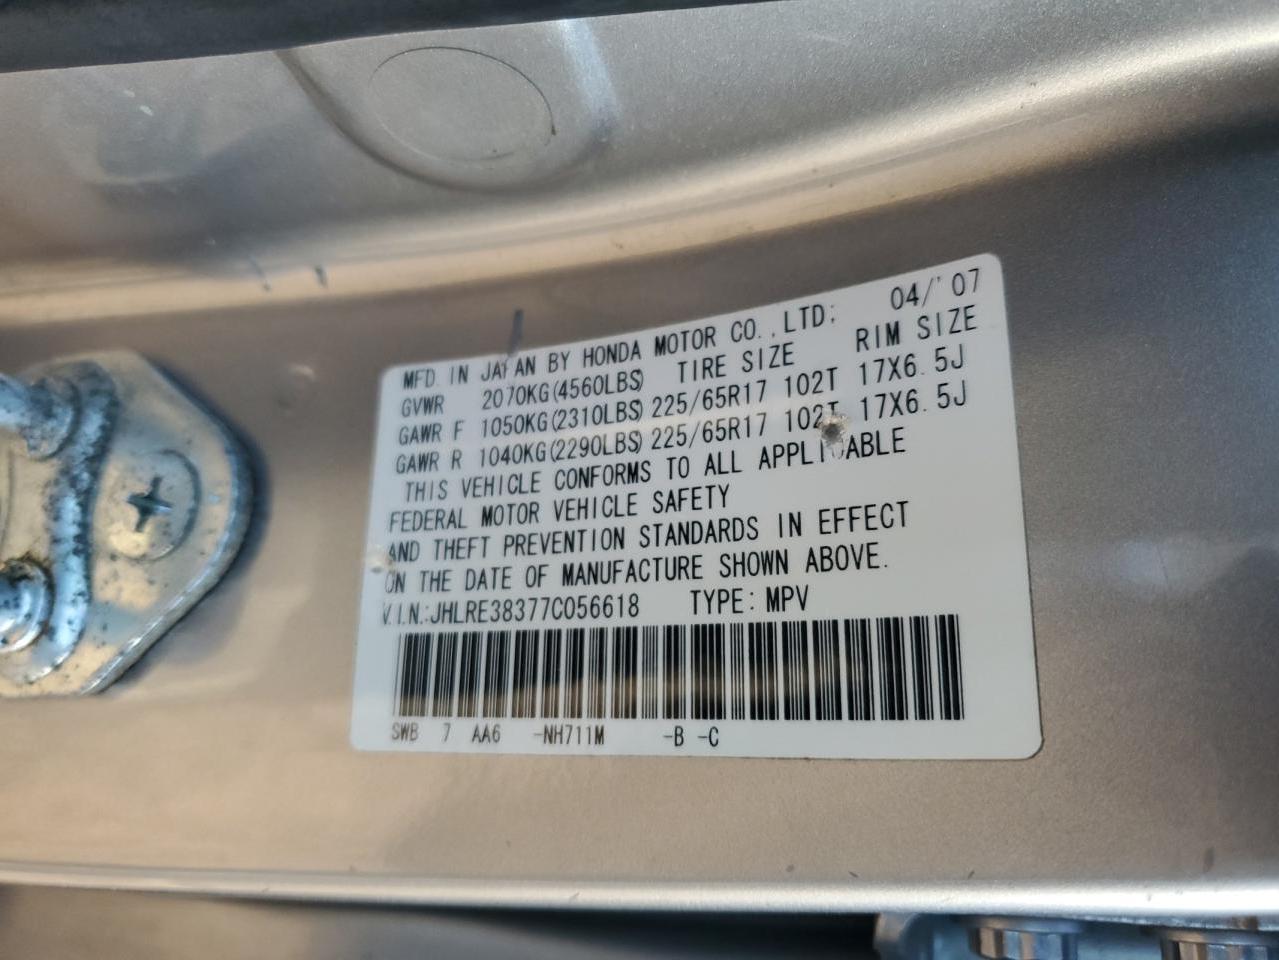 MFD. IN JAPAN BY HONDA MOTOR CO.,LTD; 04/'07
GVWR 2070KG(4560LBS) TIRE SIZE RIM SIZE
GAWR F 1050KG(2310LBS) 225/65R17 102T 17X6.5J
GAWR R 1040KG(2290LBS) 225/65R17 102T 17X6.5J
THIS VEHICLE CONFORMS TO ALL APPLICABLE
FEDERAL MOTOR VEHICLE SAFETY
AND THEFT PREVENTION STANDARDS IN EFFECT
ON THE DATE OF MANUFACTURE SHOWN ABOVE.
V.I.N.:JHLRE38377C056618 TYPE: MPV
SWB 7 AA6 -NH711M -B -C